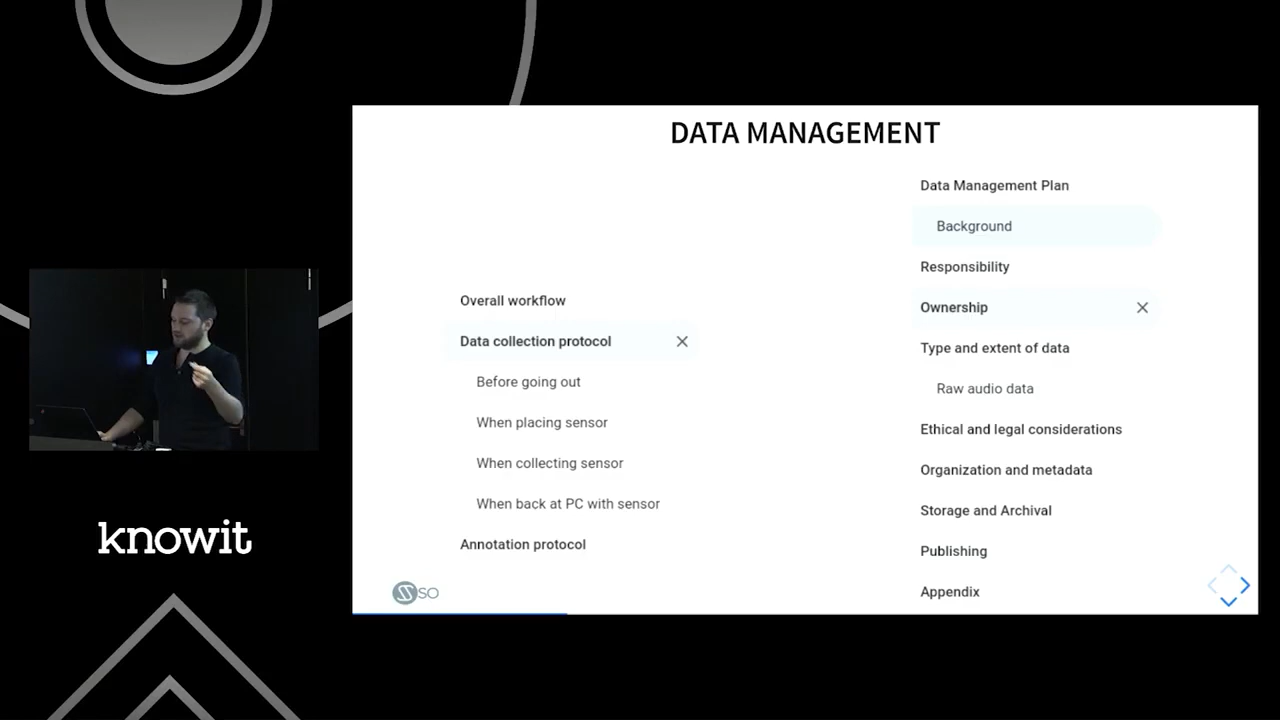 DATA MANAGEMENT
Overall workflow
Data collection protocol
Before going out
When placing sensor
When collecting sensor
When back at PC with sensor
Annotation protocol
Data Management Plan
Background
Responsibility
Ownership
Type and extent of data
Raw audio data
Ethical and legal considerations
Organization and metadata
Storage and Archival
Publishing
Appendix
SO
knowit